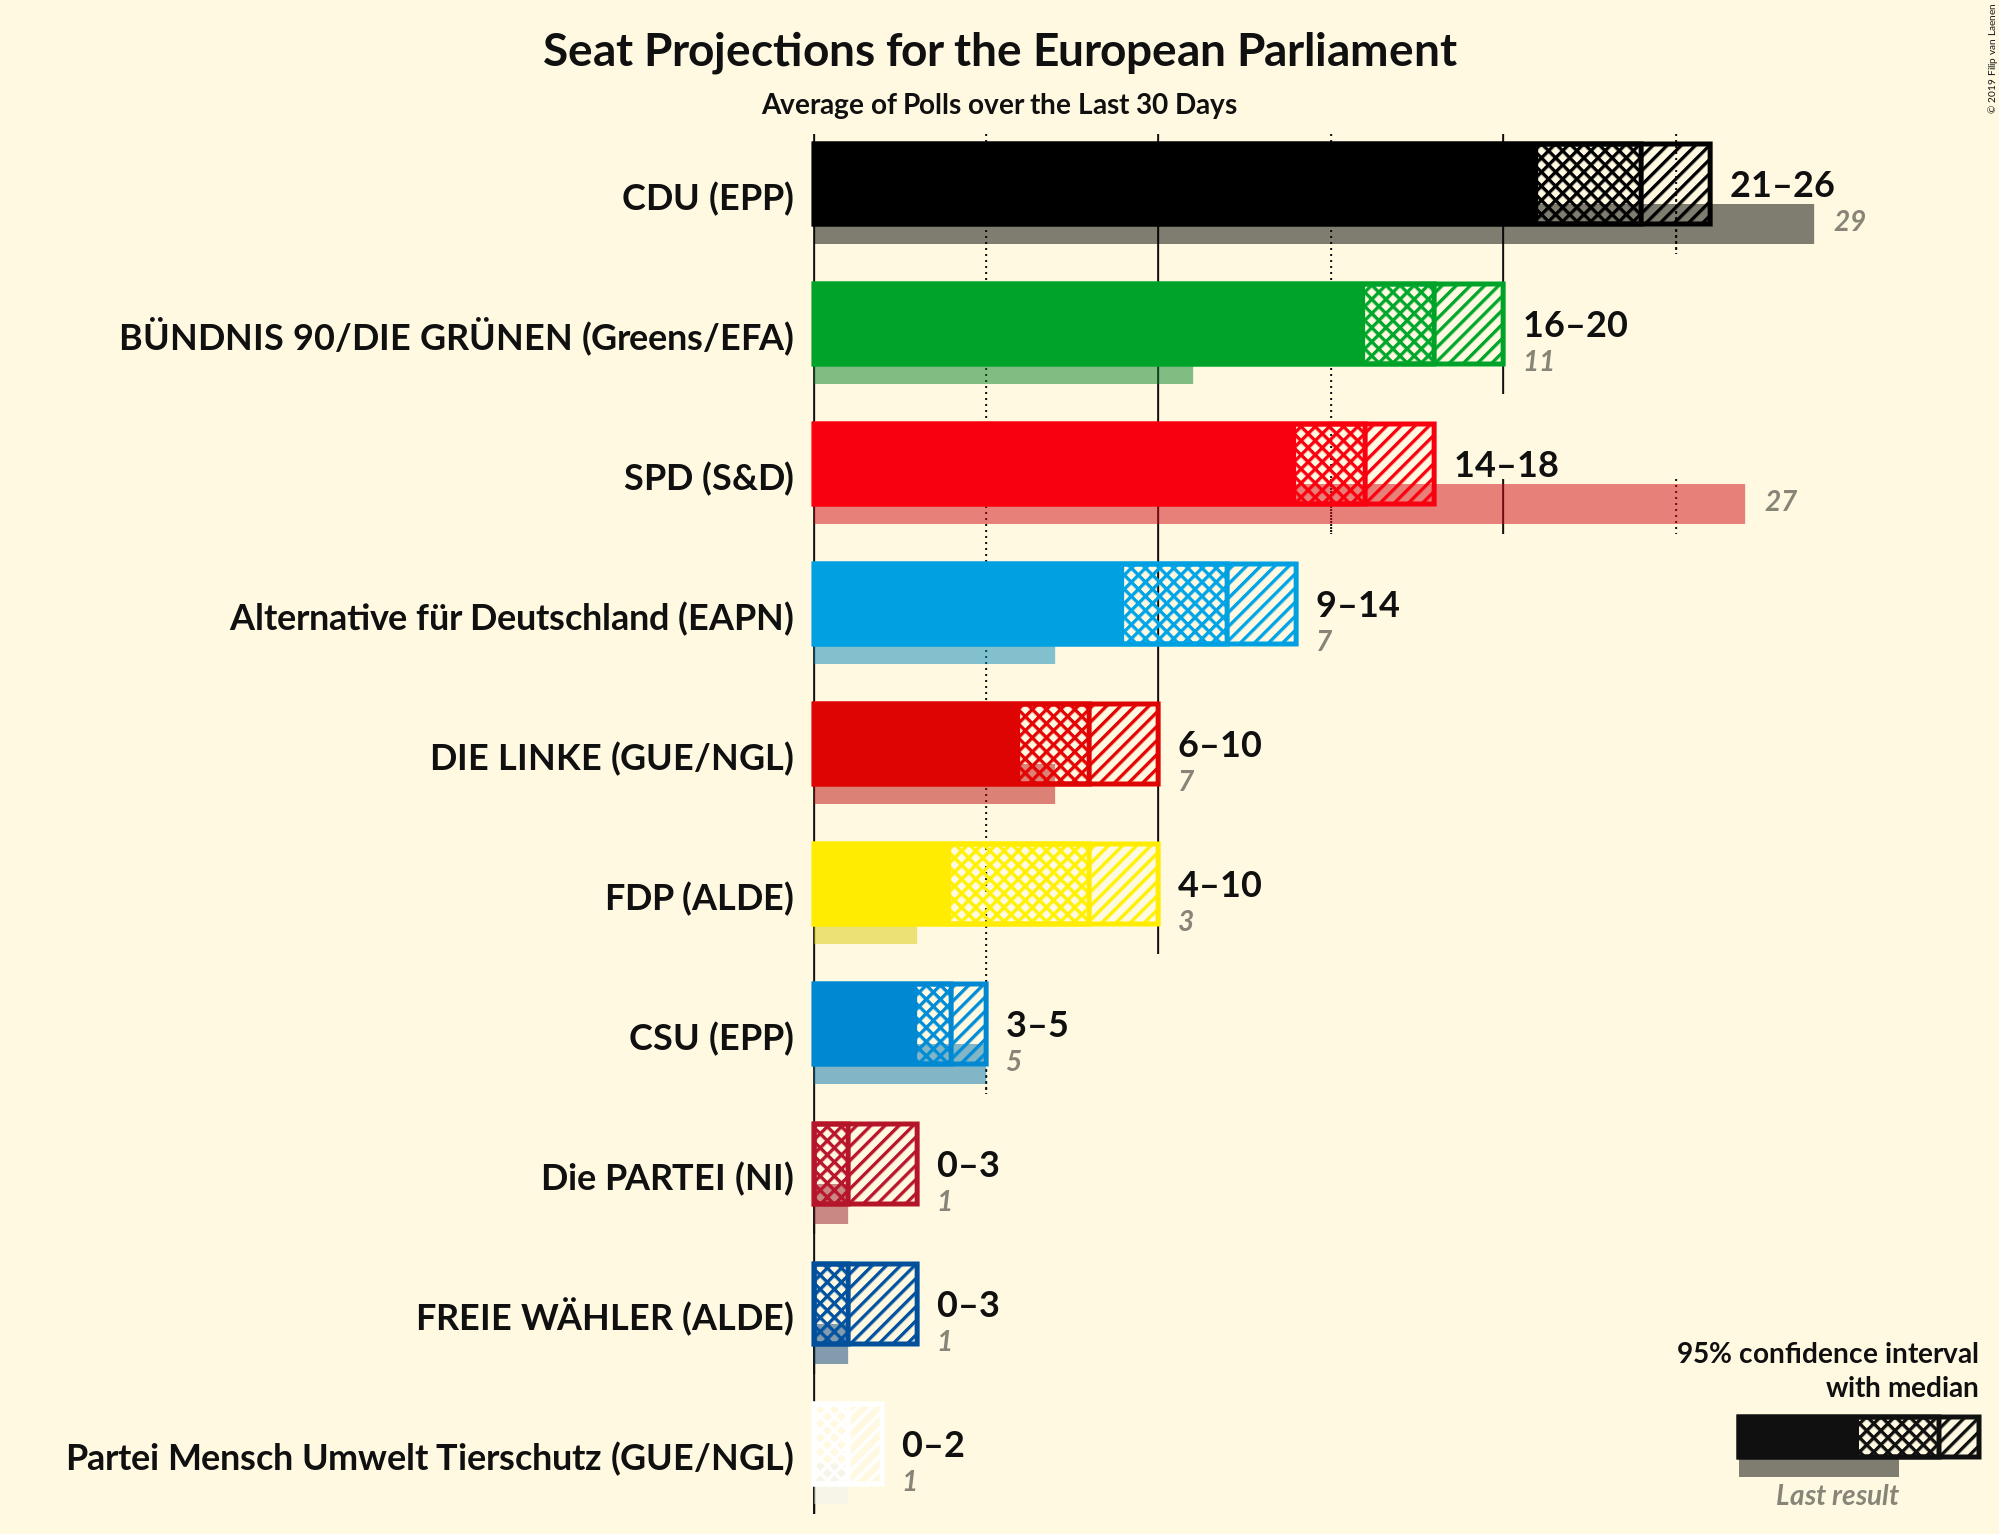 Seat Projections for the European Parliament
Average of Polls over the Last 30 Days
© 2019 Filip van Laenen
CDU (EPP)
21–26
29
BÜNDNIS 90/DIE GRÜNEN (Greens/EFA)
16–20
11
SPD (S&D)
14–18
27
Alternative für Deutschland (EAPN)
9–14
7
DIE LINKE (GUE/NGL)
6–10
7
FDP (ALDE)
4–10
3
CSU (EPP)
3–5
5
Die PARTEI (NI)
0–3
1
FREIE WÄHLER (ALDE)
0–3
1
Partei Mensch Umwelt Tierschutz (GUE/NGL)
0–2
1
95% confidence interval
with median
Last result